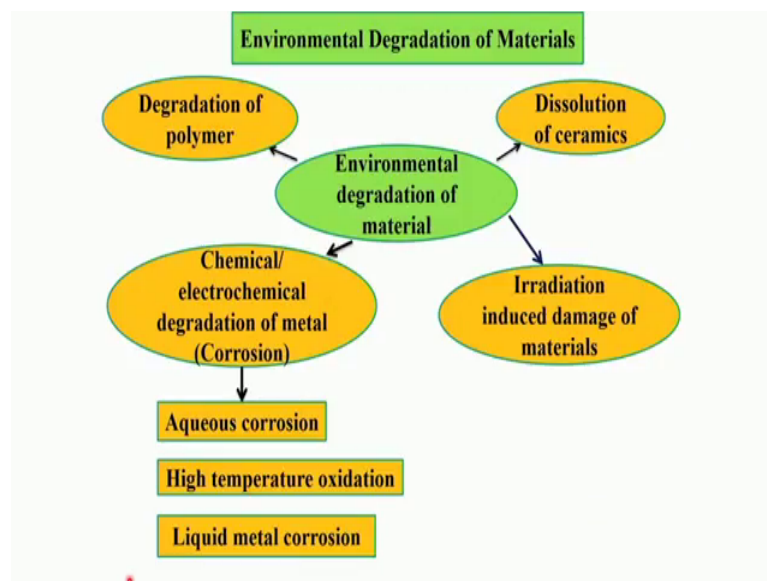 Environmental Degradation of Materials
Degradation of
polymer
Dissolution
of ceramics
Environmental
degradation of
material
Chemical/
electrochemical
degradation of metal
(Corrosion)
Irradiation
induced damage of
materials
Aqueous corrosion
High temperature oxidation
Liquid metal corrosion